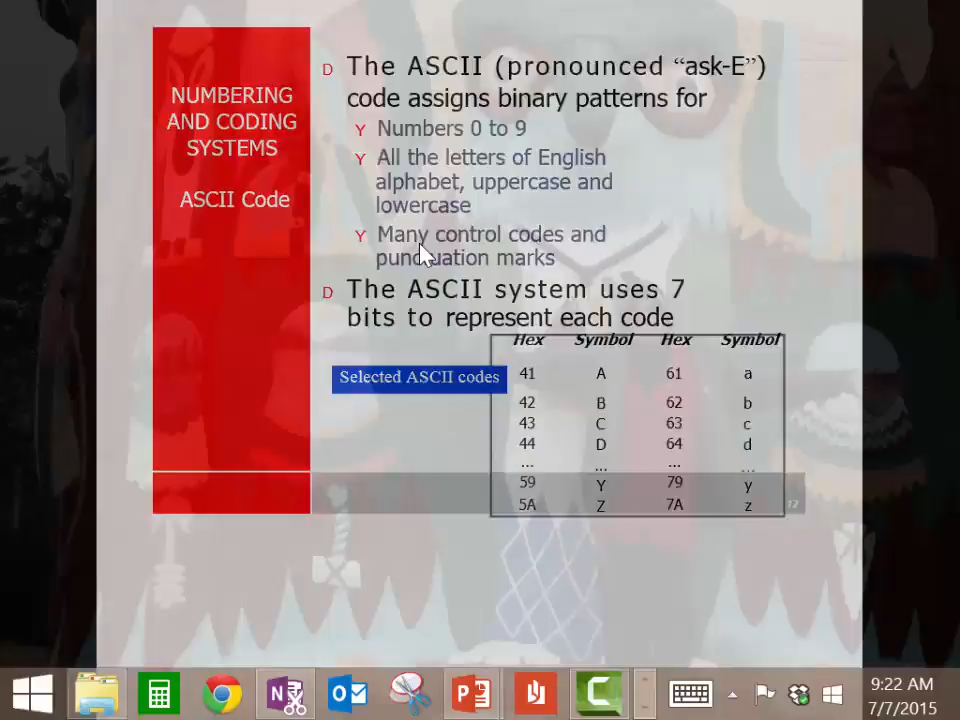 NUMBERING
AND CODING
SYSTEMS
ASCII Code
D The ASCII (pronounced “ask-E”)
code assigns binary patterns for
Y Numbers 0 to 9
Y All the letters of English
alphabet, uppercase and
lowercase
Y Many control codes and
punctuation marks
D The ASCII system uses 7
bits to represent each code
Selected ASCII codes
Hex Symbol Hex Symbol
41 A 61 a
42 B 62 b
43 C 63 c
44 D 64 d
... ... ... ...
59 Y 79 y
5A Z 7A z
9:22 AM
7/7/2015